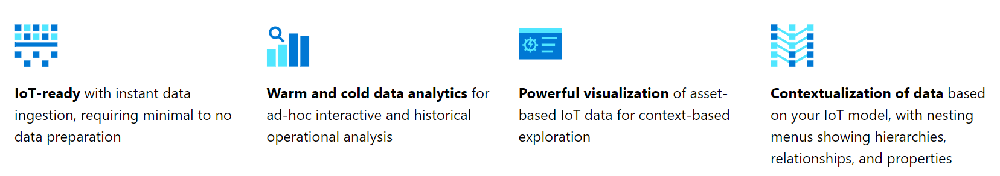 IoT-ready with instant data
ingestion, requiring minimal to no
data preparation
Warm and cold data analytics for
ad-hoc interactive and historical
operational analysis
Powerful visualization of asset-
based IoT data for context-based
exploration
Contextualization of data based
on your IoT model, with nesting
menus showing hierarchies,
relationships, and properties